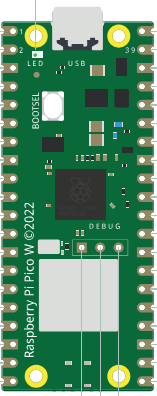 1
2
39
LED
USB
BOOTSEL
DEBUG
Raspberry Pi Pico W ©2022